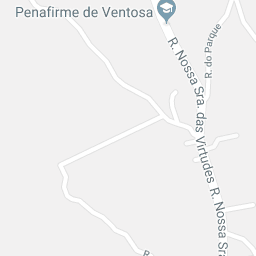 Penafirme de Ventosa
R. do Parque
R. Nossa Sra. das Virtudes
R. Nossa Sra
R